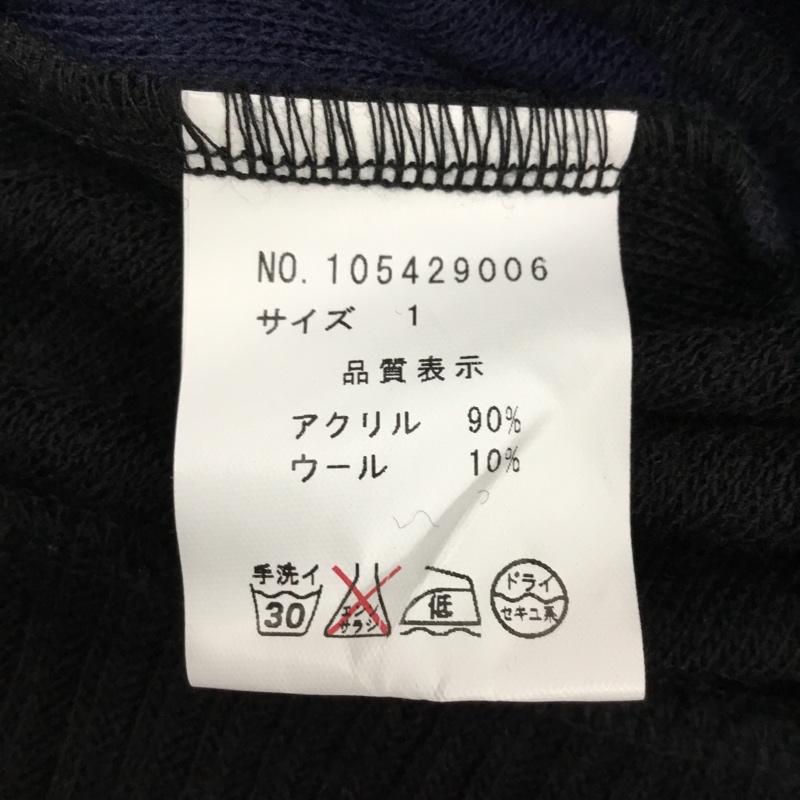 NO.105429006
サイズ 1
品質表示
アクリル 90%
ウール 10%
手洗イ
30
エンソ
サラシ
低
ドライ
セキユ系